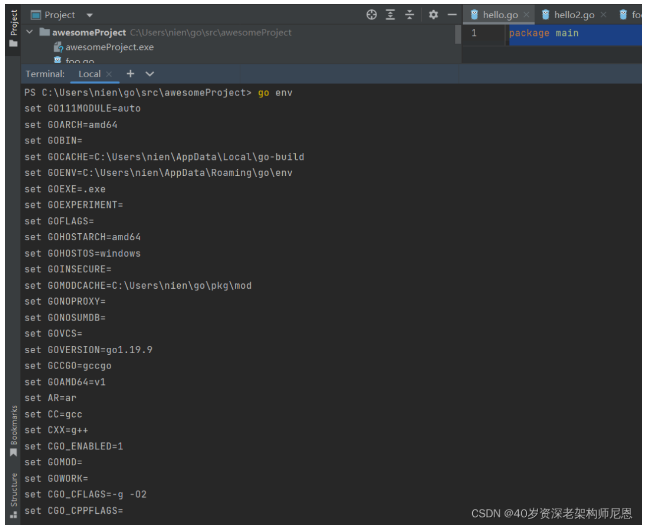 Project
Project
hello.go
hello2.go
awesomeProject C:\Users\nien\go\src\awesomeProject
1 package main
awesomeProject.exe
foo.go
Terminal: Local
PS C:\Users\nien\go\src\awesomeProject> go env
set GO111MODULE=auto
set GOARCH=amd64
set GOBIN=
set GOCACHE=C:\Users\nien\AppData\Local\go-build
set GOENV=C:\Users\nien\AppData\Roaming\go\env
set GOEXE=.exe
set GOEXPERIMENT=
set GOFLAGS=
set GOHOSTARCH=amd64
set GOHOSTOS=windows
set GOINSECURE=
set GOMODCACHE=C:\Users\nien\go\pkg\mod
set GONOPROXY=
set GONOSUMDB=
set GOVCS=
set GOVERSION=go1.19.9
set GCCGO=gccgo
set GOAMD64=v1
set AR=ar
set CC=gcc
set CXX=g++
set CGO_ENABLED=1
set GOMOD=
set GOWORK=
set CGO_CFLAGS=-g -O2
set CGO_CPPFLAGS=
Bookmarks
Structure
CSDN @40岁资深老架构师尼恩